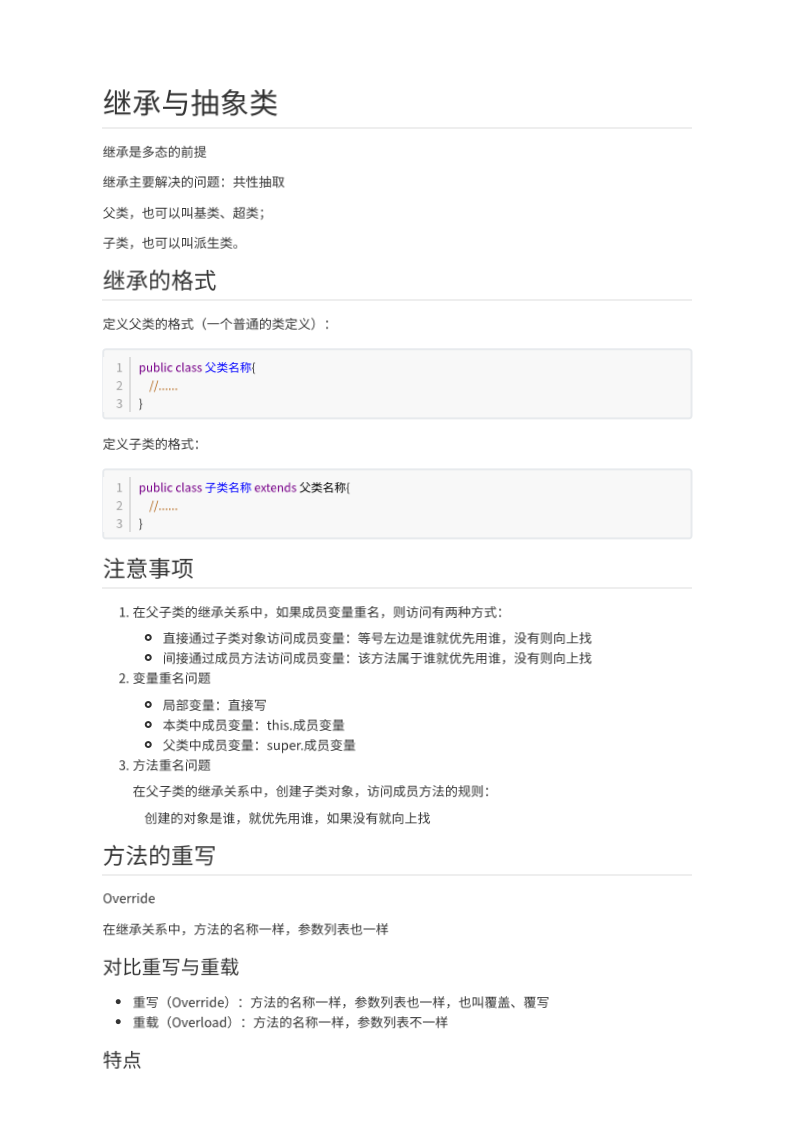 继承与抽象类
继承是多态的前提
继承主要解决的问题：共性抽取
父类，也可以叫基类、超类；
子类，也可以叫派生类。
继承的格式
定义父类的格式（一个普通的类定义）：
1 public class 父类名称{
2 //......
3 }
定义子类的格式：
1 public class 子类名称 extends 父类名称{
2 //......
3 }
注意事项
1. 在父子类的继承关系中，如果成员变量重名，则访问有两种方式：
直接通过子类对象访问成员变量：等号左边是谁就优先用谁，没有则向上找
间接通过成员方法访问成员变量：该方法属于谁就优先用谁，没有则向上找
2. 变量重名问题
局部变量：直接写
本类中成员变量：this.成员变量
父类中成员变量：super.成员变量
3. 方法重名问题
在父子类的继承关系中，创建子类对象，访问成员方法的规则：
创建的对象是谁，就优先用谁，如果没有就向上找
方法的重写
Override
在继承关系中，方法的名称一样，参数列表也一样
对比重写与重载
重写（Override）：方法的名称一样，参数列表也一样，也叫覆盖、覆写
重载（Overload）：方法的名称一样，参数列表不一样
特点